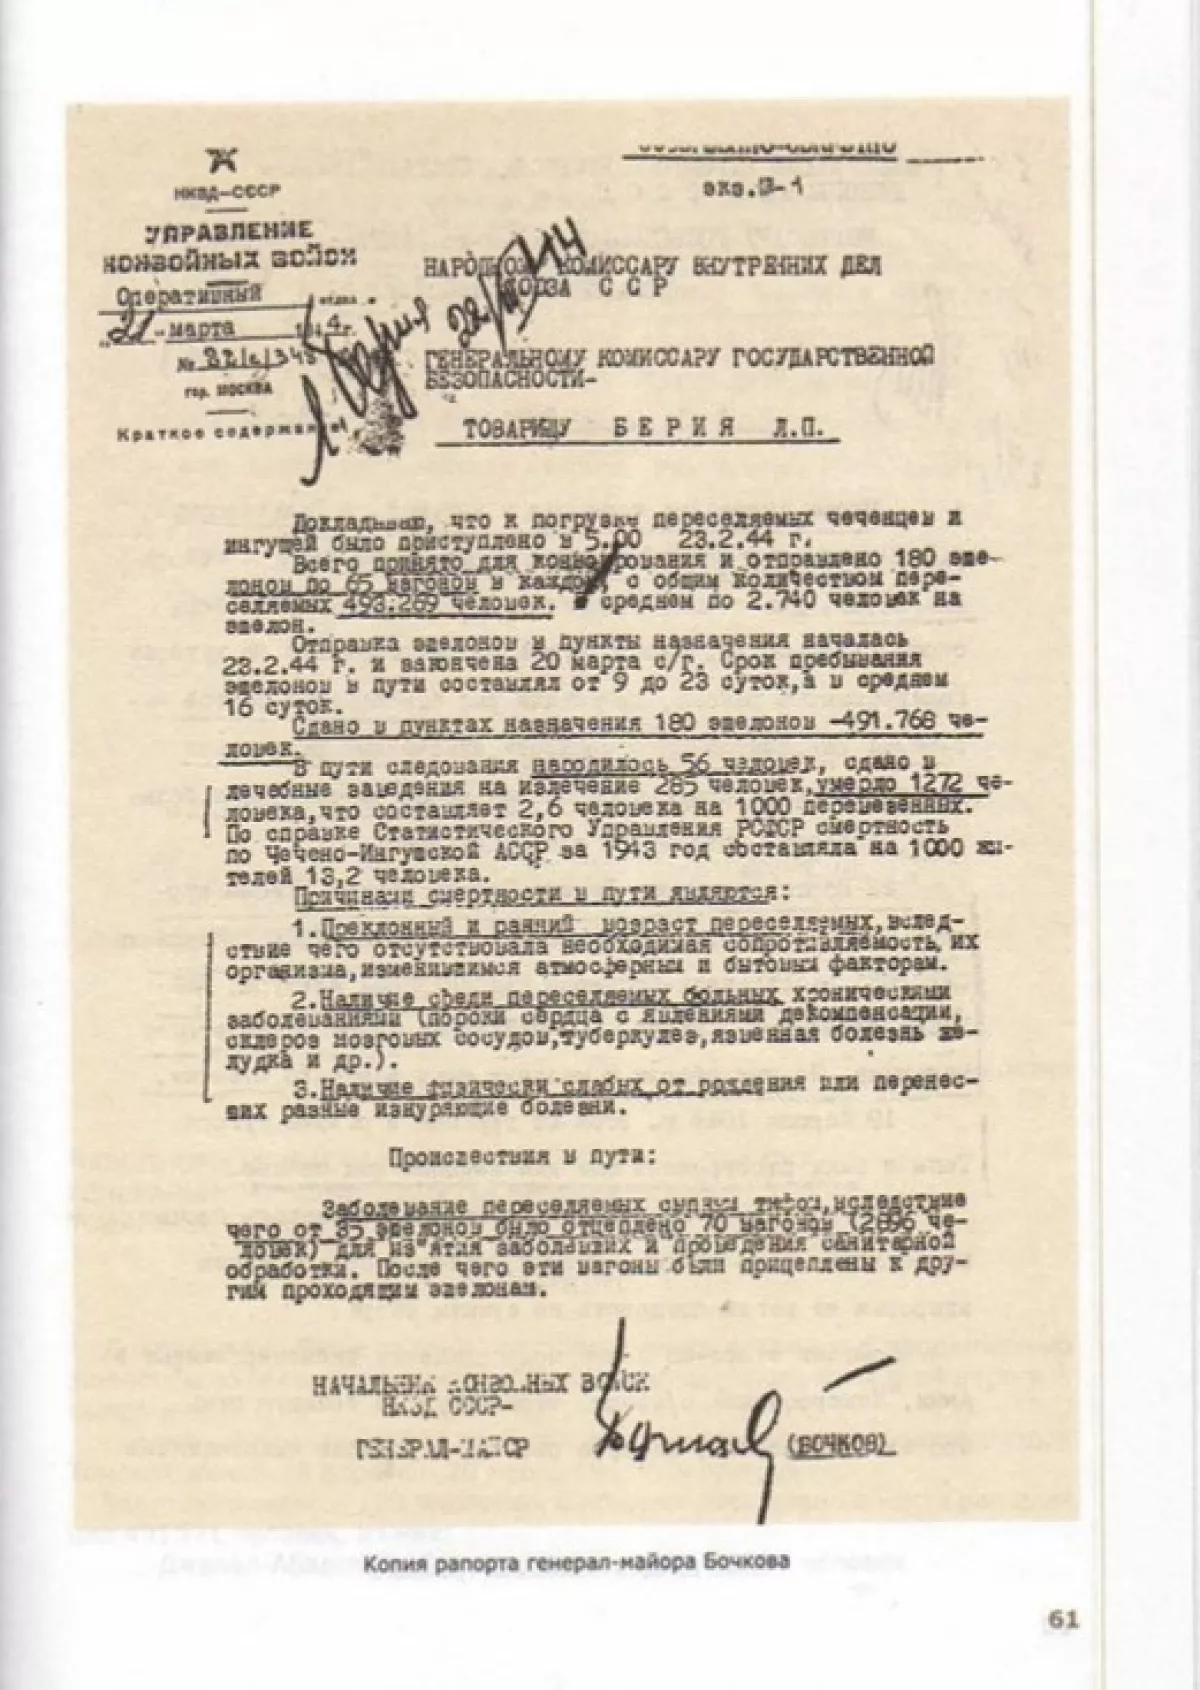 СОВЕРШЕННО-СЕКРЕТНО
экз.№-1
НКВД-СССР
УПРАВЛЕНИЕ
КОНВОЙНЫХ ВОЙСК
Оперативный отдел
"21"-марта 1944г.
гор. МОСКВА
Краткое содержание
НАРОДНОМУ КОМИССАРУ ВНУТРЕННИХ ДЕЛ
СОЮЗА С С Р
ГЕНЕРАЛЬНОМУ КОМИССАРУ ГОСУДАРСТВЕННОЙ
БЕЗОПАСНОСТИ-
ТОВАРИЩУ Б Е Р И Я Л.П.
Докладываю, что к погрузке переселяемых чеченцев и
ингушей было приступлено в 5.00 23.2.44 г.
Всего принято для конвоирования и отправлено 180 эше-
лонов по 65 вагонов в каждом, с общим количеством пере-
селяемых 493.269 человек. В среднем по 2.740 человек на
эшелон.
Отправка эшелонов в пункты назначения началась
23.2.44 г. и закончена 20 марта с/г. Срок пребывания
эшелонов в пути составлял от 9 до 23 суток,а в среднем
16 суток.
Сдано в пунктах назначения 180 эшелонов -491.768 че-
ловек.
В пути следования народилось 56 человек, сдано в
лечебные заведения на излечение 285 человек,умерло 1272 че-
ловека,что составляет 2,6 человека на 1000 перевезенных.
По справке Статистического Управления РСФСР смертность
по Чечено-Ингушской АССР за 1943 год составляла на 1000 жи-
телей 13,2 человека.
Причинами смертности в пути являются:
1.Преклонный и ранний возраст переселяемых,вслед-
ствие чего отсутствовала необходимая сопротивляемость их
организма,изменившимся атмосферным и бытовым факторам.
2.Наличие среди переселяемых больных хроническими
заболеваниями (пороки сердца с явлениями декомпенсации,
склероз мозговых сосудов,туберкулез,язвенная болезнь же-
лудка и др.).
3.Наличие физически слабых от рождения или перенес-
ших разные изнуряющие болезни.
Происшествия в пути:
Заболевание переселяемых сыпным тифом,вследствие
чего от 35 эшелонов было отцеплено 70 вагонов (2896 че-
ловек) для из"ятия заболевших и проведения санитарной
обработки. После чего эти вагоны были прицеплены к дру-
гим проходящим эшелонам.
НАЧАЛЬНИК КОНВОЙНЫХ ВОЙСК
НКВД СССР-
ГЕНЕРАЛ-МАЙОР (БОЧКОВ)
Копия рапорта генерал-майора Бочкова
61